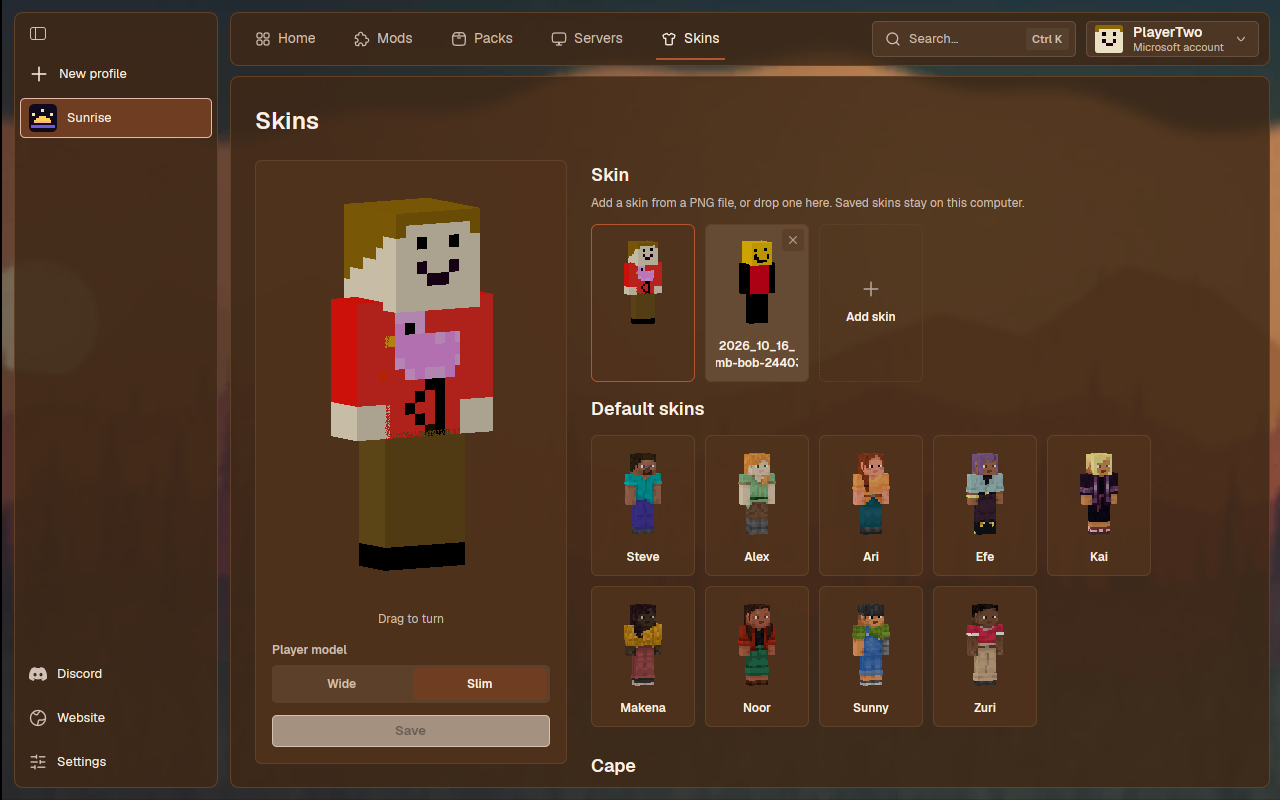 New profile
Sunrise
Discord
Website
Settings
Home
Mods
Packs
Servers
Skins
Search...
Ctrl K
PlayerTwo
Microsoft account
Skins
Drag to turn
Player model
Wide
Slim
Save
Skin
Add a skin from a PNG file, or drop one here. Saved skins stay on this computer.
2026_10_16_
mb-bob-24403
Add skin
Default skins
Steve
Alex
Ari
Efe
Kai
Makena
Noor
Sunny
Zuri
Cape